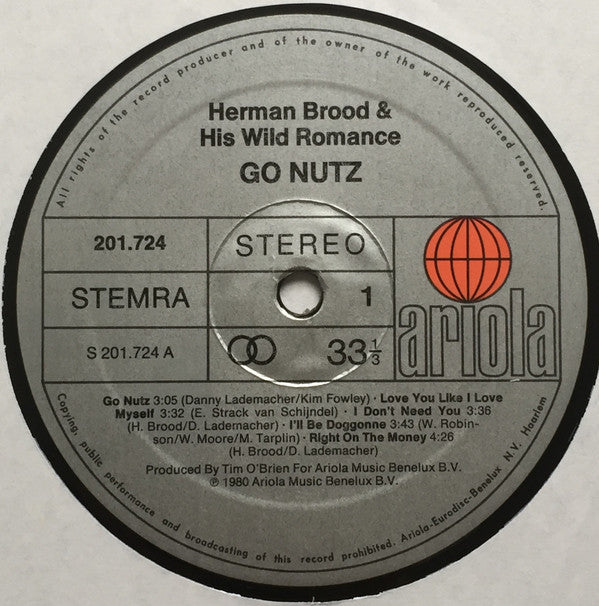 All rights of the record producer and of the owner of the work reproduced reserved.
Herman Brood &
His Wild Romance
GO NUTZ
201.724
STEREO
STEMRA
1
ariola
S 201.724 A
33⅓
Go Nutz 3:05 (Danny Lademacher/Kim Fowley) · Love You Like I Love
Myself 3:32 (E. Strack van Schijndel) · I Don't Need You 3:36
(H. Brood/D. Lademacher) · I'll Be Doggonne 3:43 (W. Robin-
son/W. Moore/M. Tarplin) · Right On The Money 4:26
(H. Brood/D. Lademacher)
Produced By Tim O'Brien For Ariola Music Benelux B.V.
℗ 1980 Ariola Music Benelux B.V.
Copying, public performance and broadcasting of this record prohibited. Ariola-Eurodisc-Benelux N.V. Haarlem